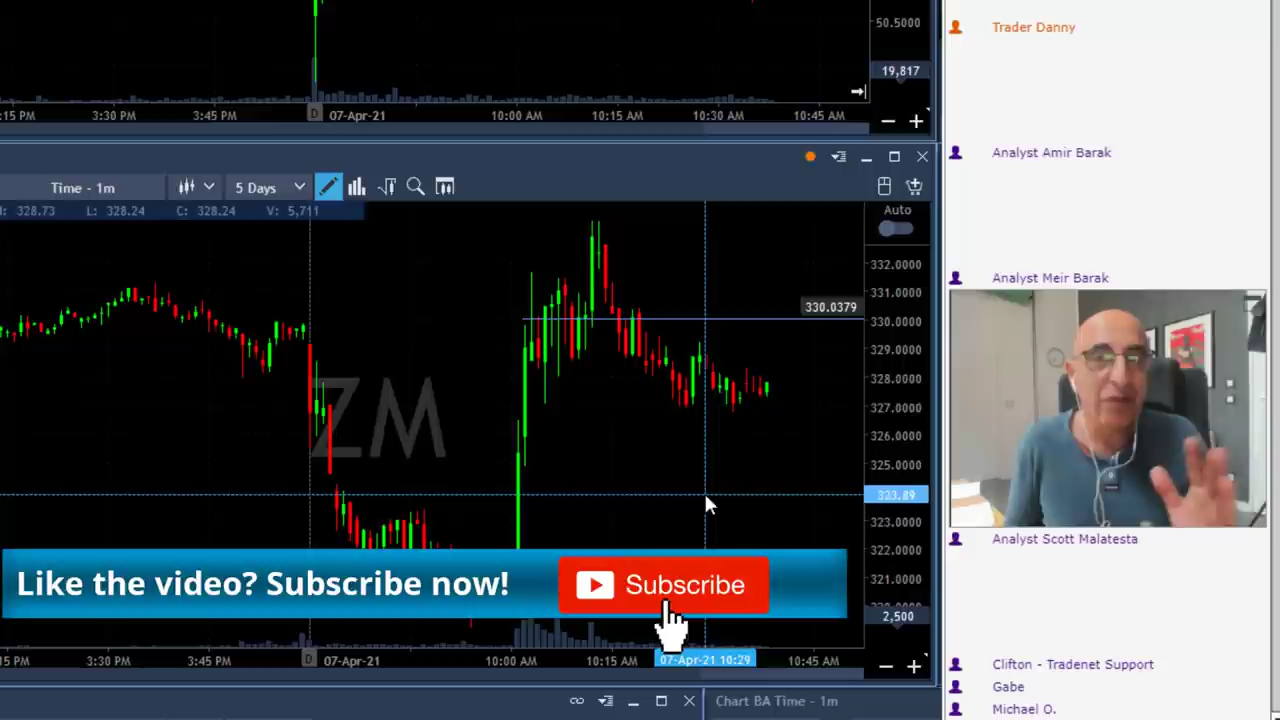 50.5000
19,817
:15 PM 3:30 PM 3:45 PM D 07-Apr-21 10:00 AM 10:15 AM 10:30 AM 10:45 AM
Time - 1m 5 Days
328.73 L: 328.24 C: 328.24 V: 5,711
Auto
332.0000
331.0000
330.0379
330.0000
329.0000
328.0000
327.0000
326.0000
325.0000
323.89
323.0000
322.0000
321.0000
2,500
ZM
Like the video? Subscribe now!
Subscribe
:15 PM 3:30 PM 3:45 PM D 07-Apr-21 10:00 AM 10:15 AM 07-Apr-21 10:29 10:45 AM
Chart BA Time - 1m
Trader Danny
Analyst Amir Barak
Analyst Meir Barak
Analyst Scott Malatesta
Clifton - Tradenet Support
Gabe
Michael O.